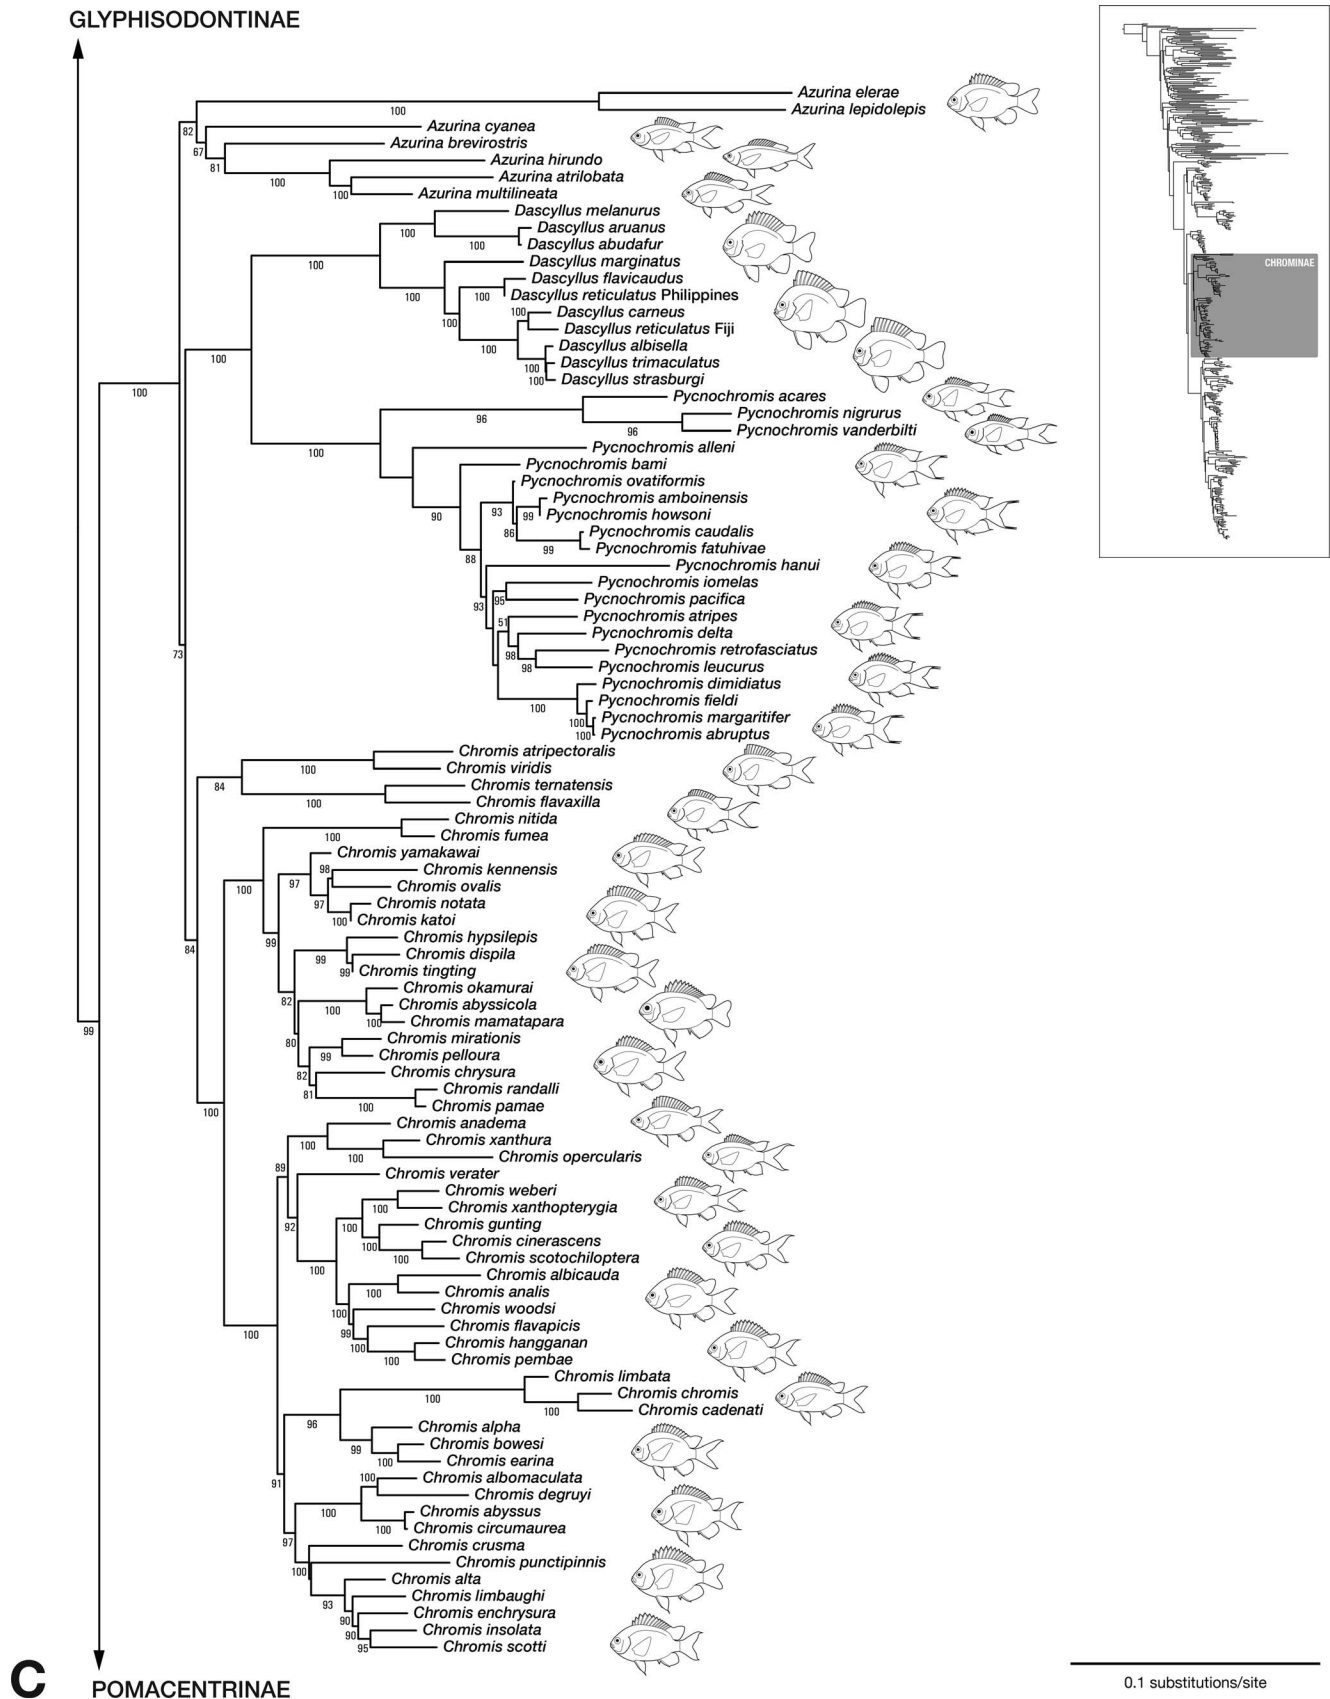 GLYPHISODONTINAE
CHROMINAE
Azurina elerae
100
Azurina lepidolepis
82
Azurina cyanea
67
Azurina brevirostris
81
Azurina hirundo
100
Azurina atrilobata
100
Azurina multilineata
Dascyllus melanurus
100
Dascyllus aruanus
100
Dascyllus abudafur
100
Dascyllus marginatus
Dascyllus flavicaudus
100
100
Dascyllus reticulatus Philippines
100
Dascyllus carneus
100
Dascyllus reticulatus Fiji
100
Dascyllus albisella
100
Dascyllus trimaculatus
100
Dascyllus strasburgi
100
100
Pycnochromis acares
96
Pycnochromis nigrurus
96
Pycnochromis vanderbilti
100
Pycnochromis alleni
Pycnochromis bami
Pycnochromis ovatiformis
Pycnochromis amboinensis
90
93
99
Pycnochromis howsoni
86
Pycnochromis caudalis
99
Pycnochromis fatuhivae
88
Pycnochromis hanui
Pycnochromis iomelas
95
Pycnochromis pacifica
93
Pycnochromis atripes
51
Pycnochromis delta
Pycnochromis retrofasciatus
98
98
Pycnochromis leucurus
73
Pycnochromis dimidiatus
100
Pycnochromis fieldi
100
Pycnochromis margaritifer
100
Pycnochromis abruptus
Chromis atripectoralis
100
Chromis viridis
84
Chromis ternatensis
100
Chromis flavaxilla
Chromis nitida
100
Chromis fumea
Chromis yamakawai
98
Chromis kennensis
100
97
Chromis ovalis
97
Chromis notata
100
Chromis katoi
99
84
Chromis hypsilepis
99
Chromis dispila
99
Chromis tingting
82
Chromis okamurai
100
Chromis abyssicola
100
Chromis mamatapara
99
80
Chromis mirationis
99
Chromis pelloura
82
Chromis chrysura
81
Chromis randalli
100
Chromis pamae
100
Chromis anadema
100
Chromis xanthura
100
Chromis opercularis
89
Chromis verater
Chromis weberi
100
Chromis xanthopterygia
92
100
Chromis gunting
100
Chromis cinerascens
100
Chromis scotochiloptera
100
Chromis albicauda
100
Chromis analis
100
Chromis woodsi
100
99
Chromis flavapicis
100
Chromis hangganan
100
Chromis pembae
Chromis limbata
100
Chromis chromis
100
Chromis cadenati
96
Chromis alpha
99
Chromis bowesi
100
Chromis earina
91
100
Chromis albomaculata
Chromis degruyi
100
Chromis abyssus
100
Chromis circumaurea
97
Chromis crusma
100
Chromis punctipinnis
Chromis alta
93
Chromis limbaughi
90
Chromis enchrysura
90
Chromis insolata
95
Chromis scotti
C
POMACENTRINAE
0.1 substitutions/site